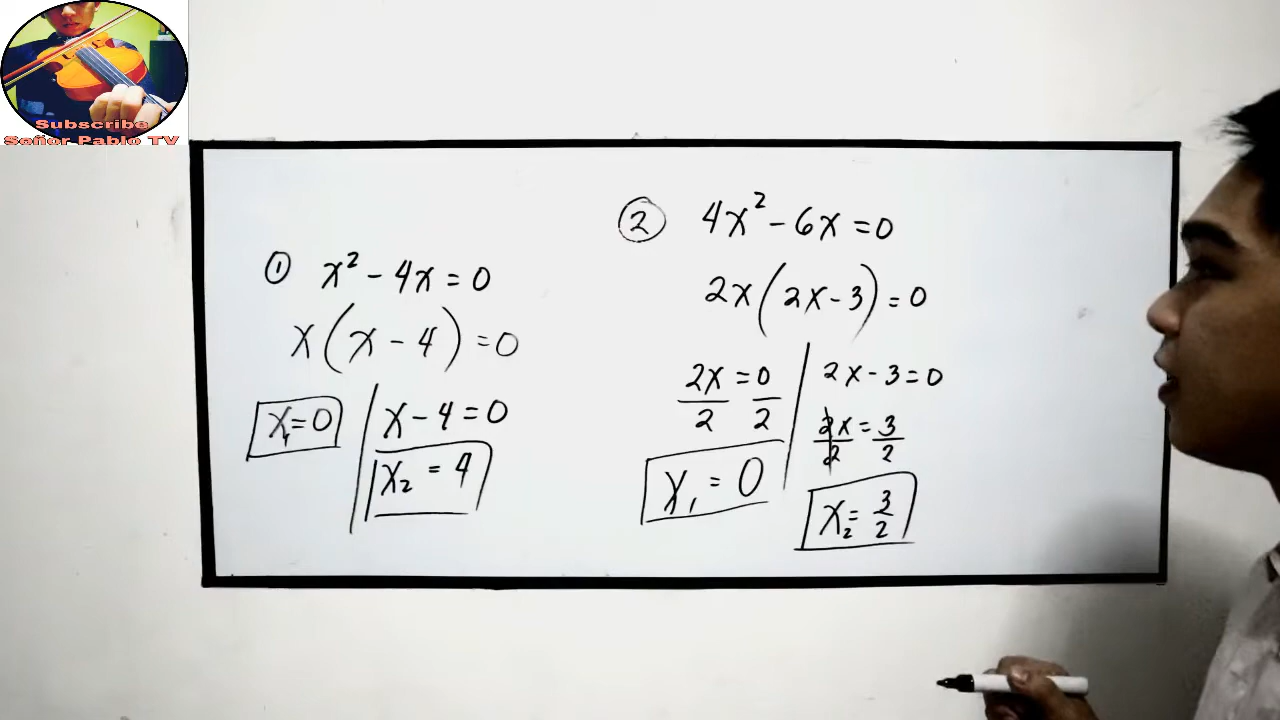 Subscribe
Señor Pablo TV
① x² - 4x = 0
x(x - 4) = 0
x₁ = 0
x - 4 = 0
x₂ = 4
② 4x² - 6x = 0
2x(2x - 3) = 0
2x/2 = 0/2
x₁ = 0
2x - 3 = 0
2x/2 = 3/2
x₂ = 3/2